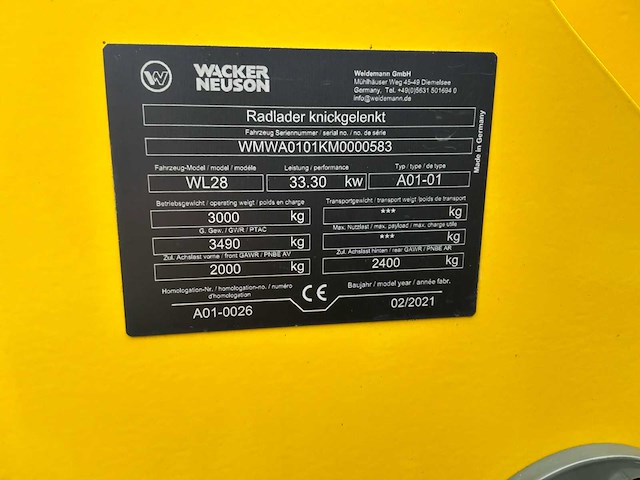 WACKER
NEUSON
Weidemann GmbH
Mühlhäuser Weg 45-49 Diemelsee
Germany, Tel. +49(0)5631 501694 0
info@weidemann.de
Radlader knickgelenkt
Fahrzeug Seriennummer / serial no. / no. de série
WMWA0101KM0000583
Fahrzeug-Model / model / modéle
Leistung / performance
Typ / type / de type
WL28
33.30 kw
A01-01
Betriebsgewicht / operating weigt /poids en charge
Transportgewicht / transport weigt /poids de transport
3000 kg
*** kg
G. Gew. / GWR / PTAC
Max. Nutzlast / max. payload / max. charge utile
3490 kg
*** kg
Zul. Achslast vorne / front GAWR / PNBE AV
Zul. Achslast hinten / rear GAWR / PNBE AR
2000 kg
2400 kg
Homologation-Nr. / homologation-no. / numéro
d'homologation
CE
Baujahr / model year / année fabr.
A01-0026
02/2021
Made in Germany